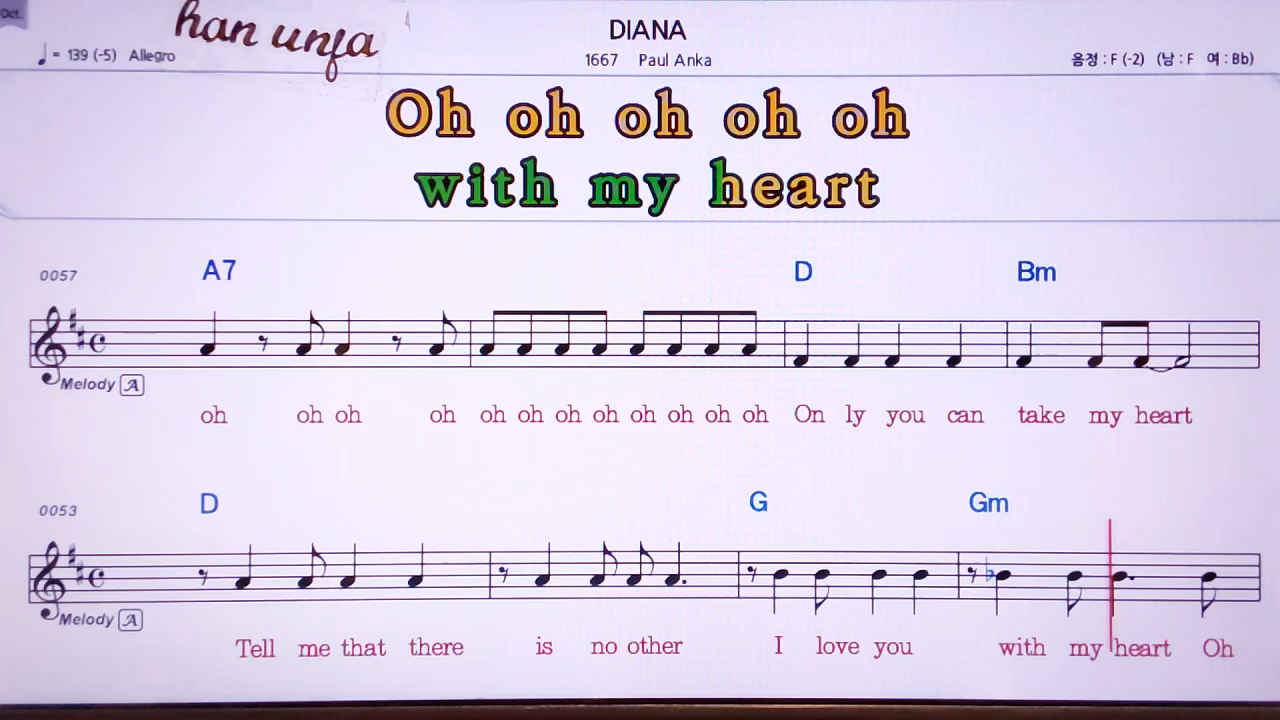 Oct.
han unja
DIANA
♩ = 139 (-5) Allegro
1667 Paul Anka
음정 : F (-2) (남 : F 여 : Bb)
Oh oh oh oh oh
with my heart
0057 A7 D Bm
Melody A
oh oh oh oh oh oh oh oh oh oh oh oh On ly you can take my heart
0053 D G Gm
Melody A
Tell me that there is no other I love you with my heart Oh